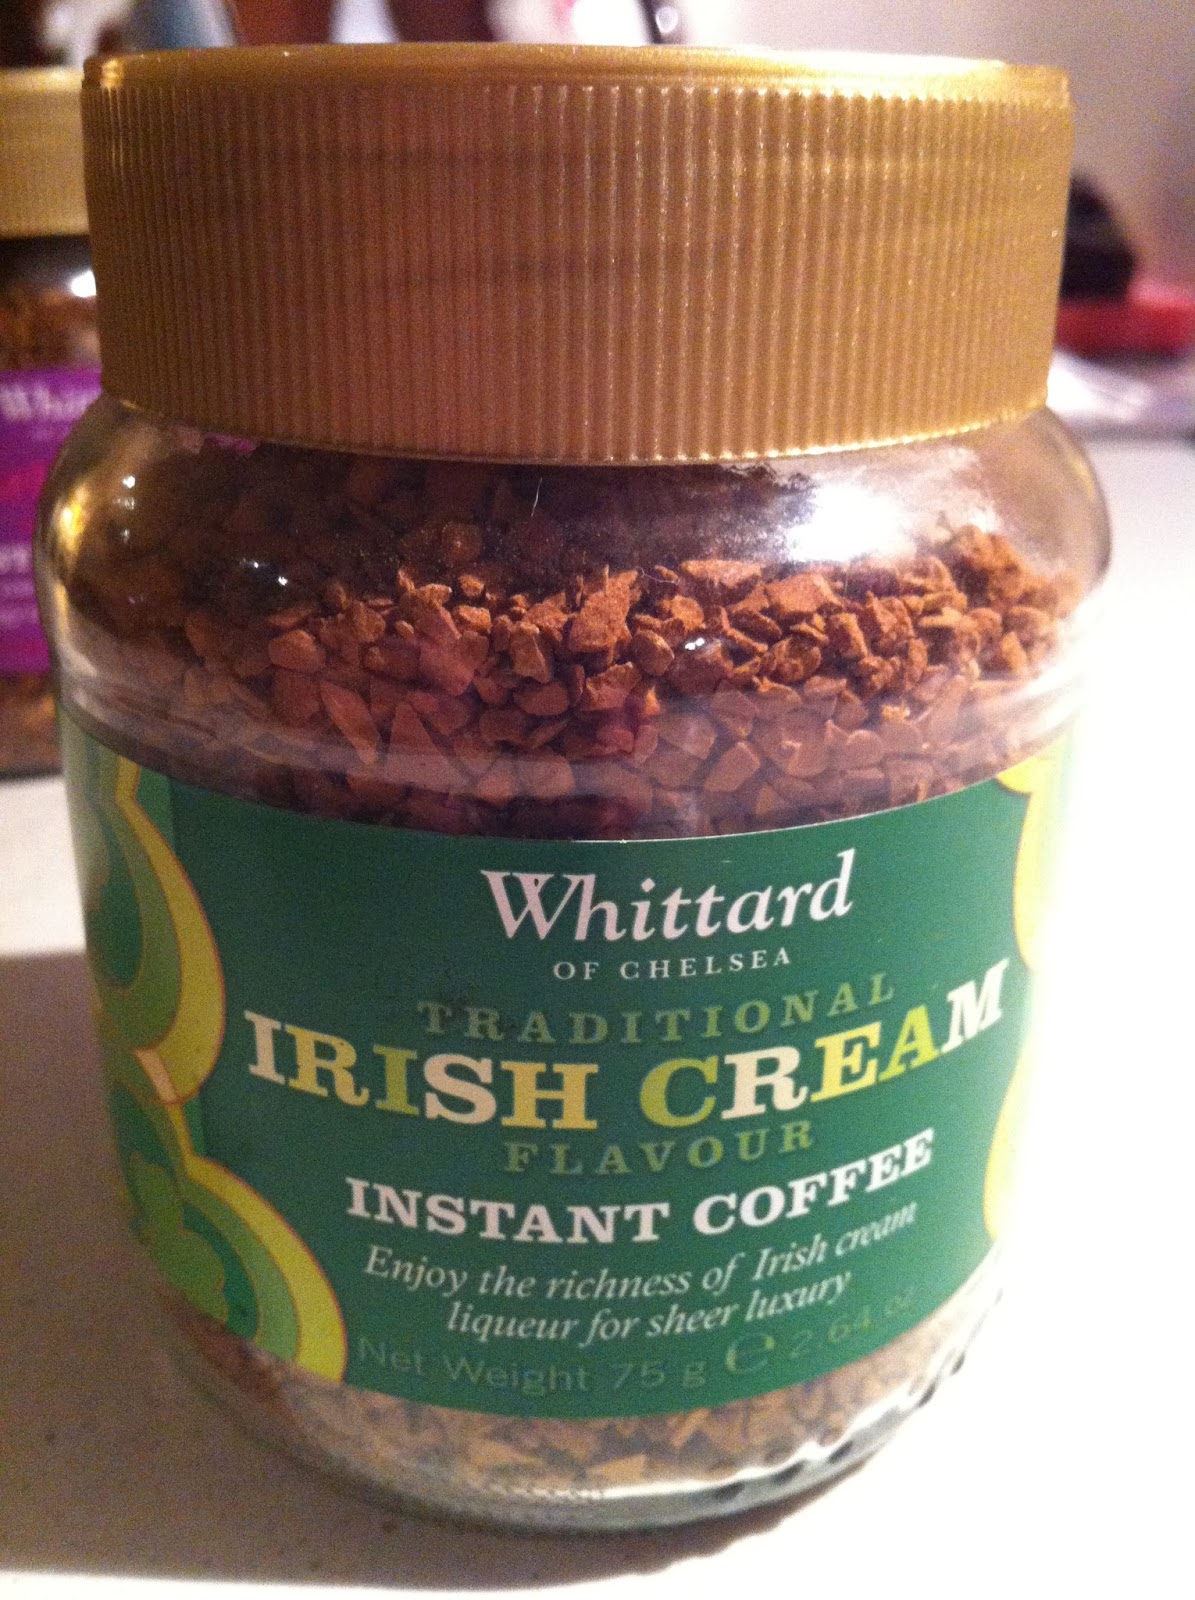 Whittard
OF CHELSEA
TRADITIONAL
IRISH CREAM
FLAVOUR
INSTANT COFFEE
Enjoy the richness of Irish cream
liqueur for sheer luxury
Net Weight 75 g ℮ 2.64 oz